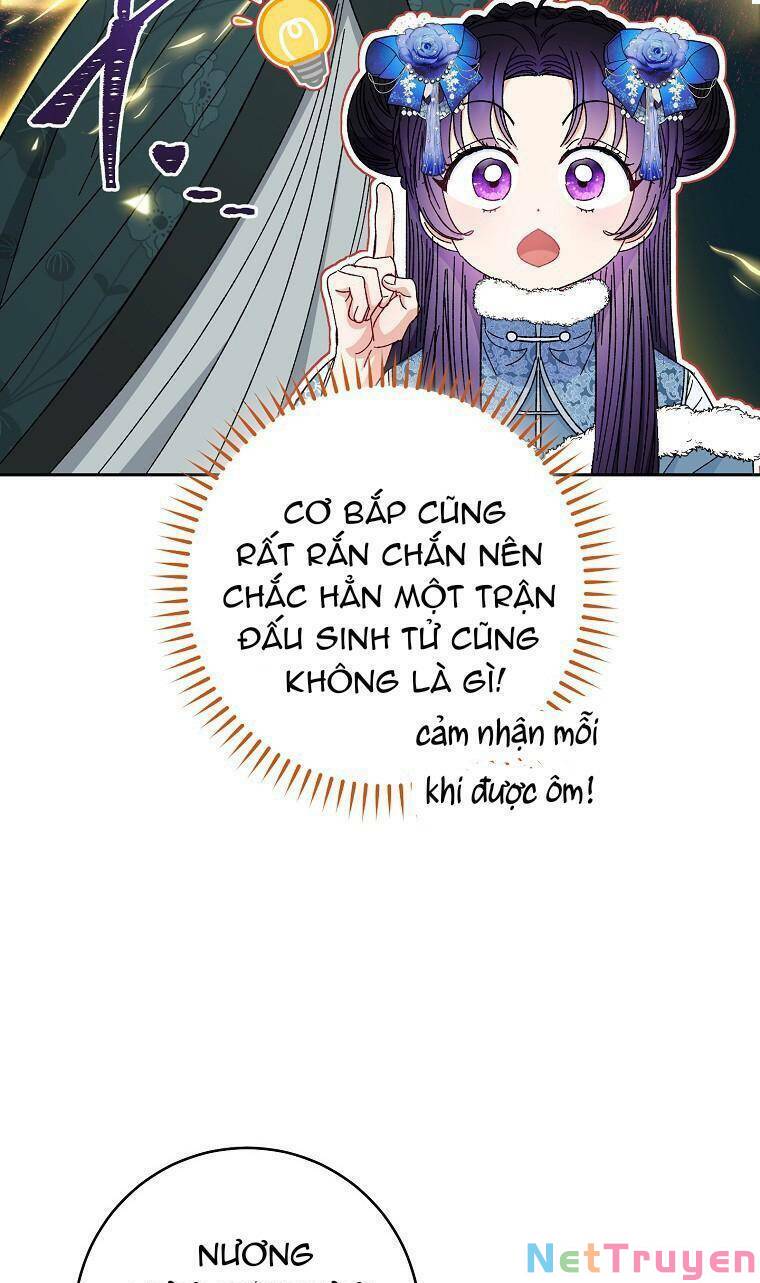 CƠ BẮP CŨNG
RẤT RẮN CHẮN NÊN
CHẮC HẲN MỘT TRẬN
ĐẤU SINH TỬ CŨNG
KHÔNG LÀ GÌ!
cảm nhận mỗi
khi được ôm!
NƯƠNG
NETTRUYEN